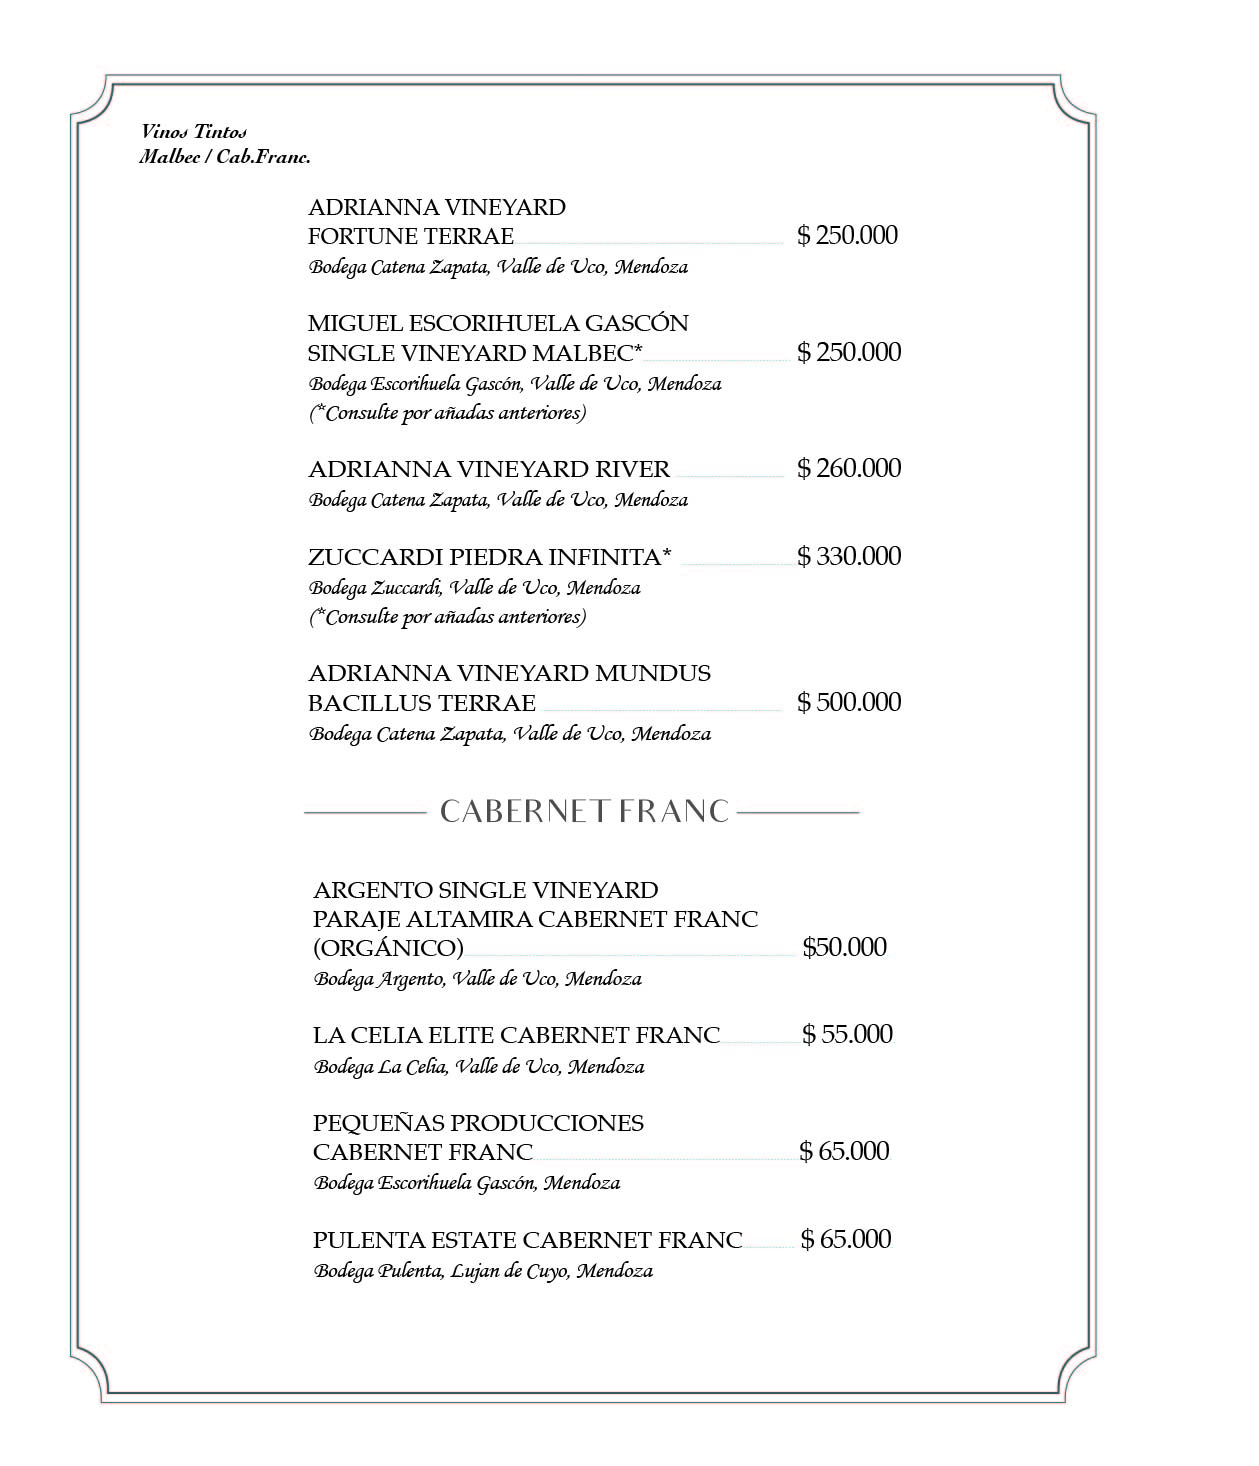 Vinos Tintos
Malbec / Cab.Franc.
ADRIANNA VINEYARD
FORTUNE TERRAE $ 250.000
Bodega Catena Zapata, Valle de Uco, Mendoza
MIGUEL ESCORIHUELA GASCÓN
SINGLE VINEYARD MALBEC* $ 250.000
Bodega Escorihuela Gascón, Valle de Uco, Mendoza
(*Consulte por añadas anteriores)
ADRIANNA VINEYARD RIVER $ 260.000
Bodega Catena Zapata, Valle de Uco, Mendoza
ZUCCARDI PIEDRA INFINITA* $ 330.000
Bodega Zuccardi, Valle de Uco, Mendoza
(*Consulte por añadas anteriores)
ADRIANNA VINEYARD MUNDUS
BACILLUS TERRAE $ 500.000
Bodega Catena Zapata, Valle de Uco, Mendoza
CABERNET FRANC
ARGENTO SINGLE VINEYARD
PARAJE ALTAMIRA CABERNET FRANC
(ORGÁNICO) $50.000
Bodega Argento, Valle de Uco, Mendoza
LA CELIA ELITE CABERNET FRANC $ 55.000
Bodega La Celia, Valle de Uco, Mendoza
PEQUEÑAS PRODUCCIONES
CABERNET FRANC $ 65.000
Bodega Escorihuela Gascón, Mendoza
PULENTA ESTATE CABERNET FRANC $ 65.000
Bodega Pulenta, Lujan de Cuyo, Mendoza